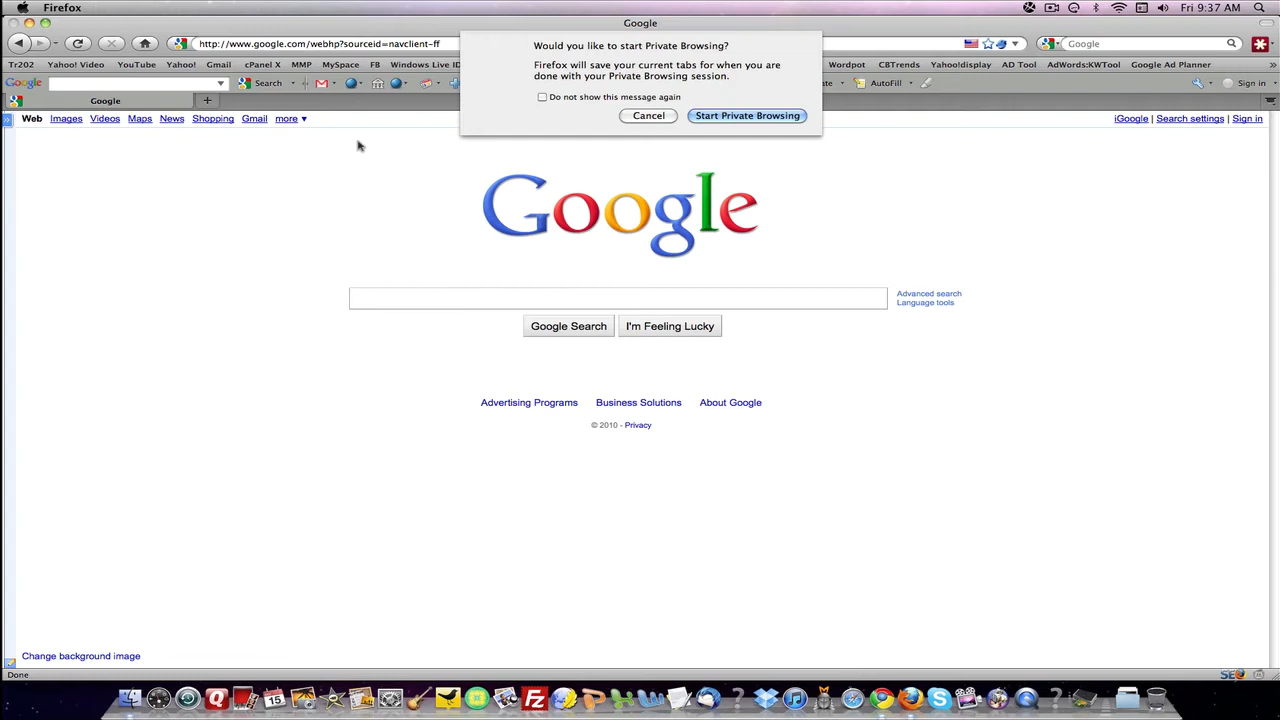 Firefox
Fri 9:37 AM
Google
http://www.google.com/webhp?sourceid=navclient-ff
Google
Would you like to start Private Browsing?
Firefox will save your current tabs for when you are
done with your Private Browsing session.
Do not show this message again
Cancel
Start Private Browsing
Tr202
Yahoo! Video
YouTube
Yahoo!
Gmail
cPanel X
MMP
MySpace
FB
Windows Live ID
Wordpot
CBTrends
Yahoo!display
AD Tool
AdWords:KWTool
Google Ad Planner
Google
Search
AutoFill
Sign in
Google
Web Images Videos Maps News Shopping Gmail more
iGoogle | Search settings | Sign in
Google
Advanced search
Language tools
Google Search
I'm Feeling Lucky
Advertising Programs
Business Solutions
About Google
© 2010 - Privacy
Change background image
Done
SEO
15